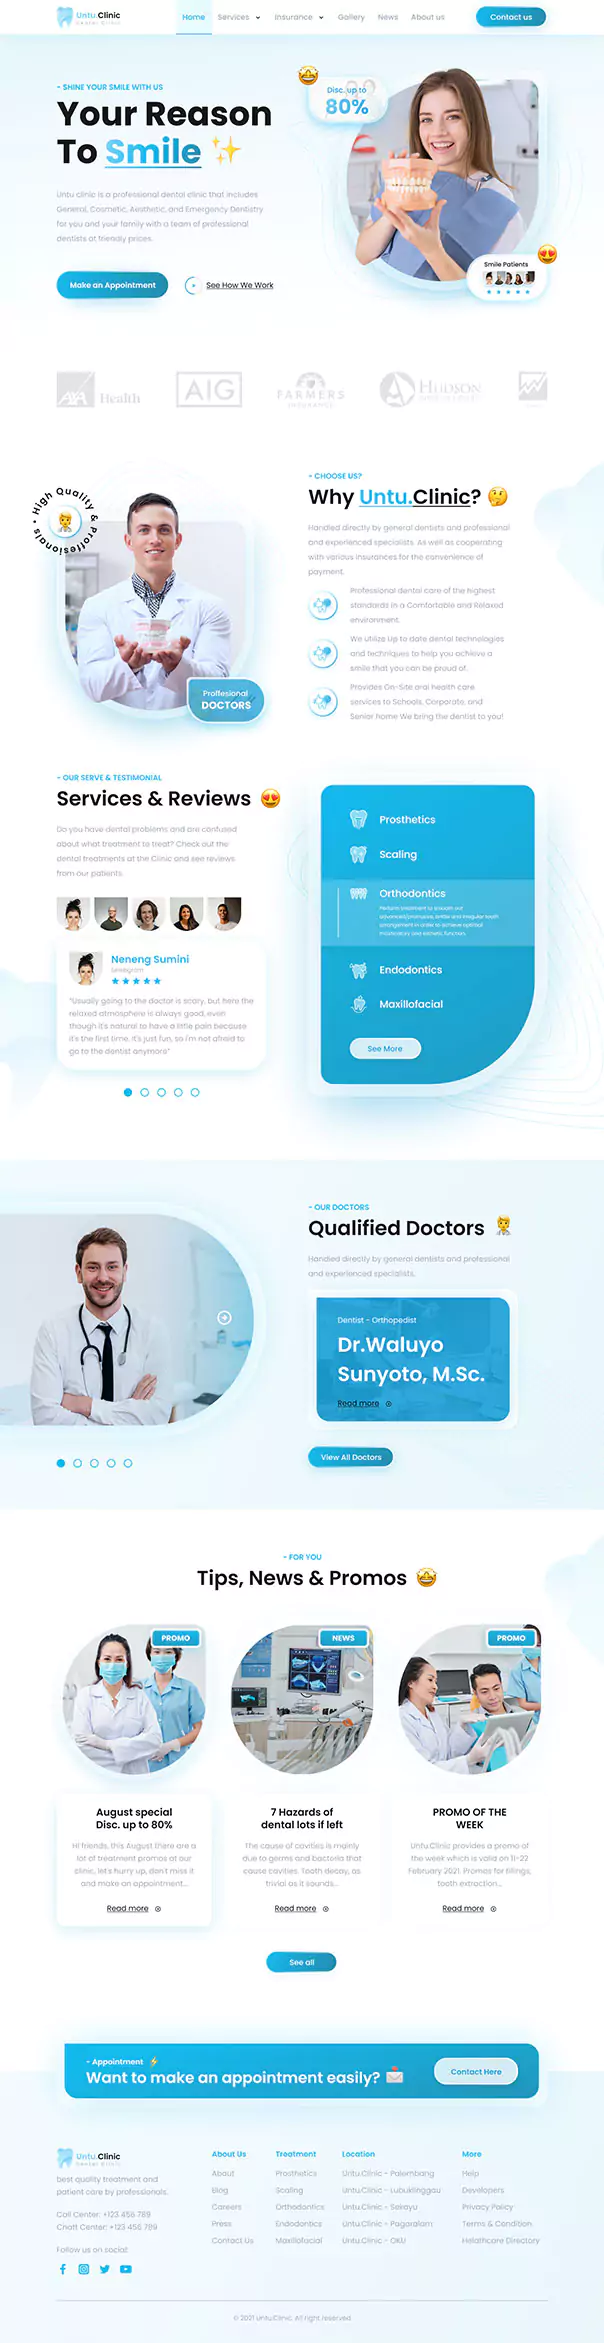 Untu.Clinic
Dental Clinic
Home
Services
Insurance
Gallery
News
About us
Contact us
- SHINE YOUR SMILE WITH US
Your Reason
To Smile
Untu clinic is a professional dental clinic that includes
General, Cosmetic, Aesthetic, and Emergency Dentistry
for you and your family with a team of professional
dentists at friendly prices.
Make an Appointment
See How We Work
Disc. up to
80%
Smile Patients
AXA
Health
AIG
FARMERS
INSURANCE
HUDSON
- CHOOSE US?
Why Untu.Clinic?
Handled directly by general dentists and professional
and experienced specialists. As well as cooperating
with various insurances for the convenience of
payment.
Professional dental care of the highest
standards in a Comfortable and Relaxed
environment.
We utilize Up to date dental technologies
and techniques to help you achieve a
smile that you can be proud of.
Provides On-Site oral health care
services to Schools, Corporate, and
Senior home We bring the dentist to you!
High Quality & Proffesionals
Proffesional
DOCTORS
- OUR SERVE & TESTIMONIAL
Services & Reviews
Do you have dental problems and are confused
about what treatment to treat? Check out the
dental treatments at the Clinic and see reviews
from our patients.
Neneng Sumini
Selebgram
"Usually going to the doctor is scary, but here the
relaxed atmosphere is always good, even
though it's natural to have a little pain because
it's the first time. It's just fun, so i'm not afraid to
go to the dentist anymore"
Prosthetics
Scaling
Orthodontics
Perform treatment to smooth out
advanced/protrusive, brittle and irregular tooth
arrangement in order to achieve optimal
masticatory and esthetic function.
Endodontics
Maxillofacial
See More
- OUR DOCTORS
Qualified Doctors
Handled directly by general dentists and professional
and experienced specialists.
Dentist - Orthopedist
Dr.Waluyo
Sunyoto, M.Sc.
Read more
View All Doctors
- FOR YOU
Tips, News & Promos
PROMO
NEWS
PROMO
August special
Disc. up to 80%
Hi friends, this August there are a
lot of treatment promos at our
clinic, let's hurry up, don't miss it
and make an appointment...
Read more
7 Hazards of
dental lots if left
The cause of cavities is mainly
due to germs and bacteria that
cause cavities. Tooth decay, as
trivial as it sounds...
Read more
PROMO OF THE
WEEK
Untu.Clinic provides a promo of
the week which is valid on 11-22
February 2021. Promos for fillings,
tooth extraction...
Read more
See all
- Appointment
Want to make an appointment easily?
Contact Here
Untu.Clinic
Dental Clinic
best quality treatment and
patient care by professionals.
Call Center: +123 456 789
Chatt Center: +123 456 789
Follow us on social:
About Us
About
Blog
Careers
Press
Contact Us
Treatment
Prosthetics
Scaling
Orthodontics
Endodontics
Maxillofacial
Location
Untu.Clinic - Palembang
Untu.Clinic - Lubuklinggau
Untu.Clinic - Sekayu
Untu.Clinic - Pagaralam
Untu.Clinic - OKU
More
Help
Developers
Privacy Policy
Terms & Condition
Helathcare Directory
© 2021 Untu.Clinic. All right reserved